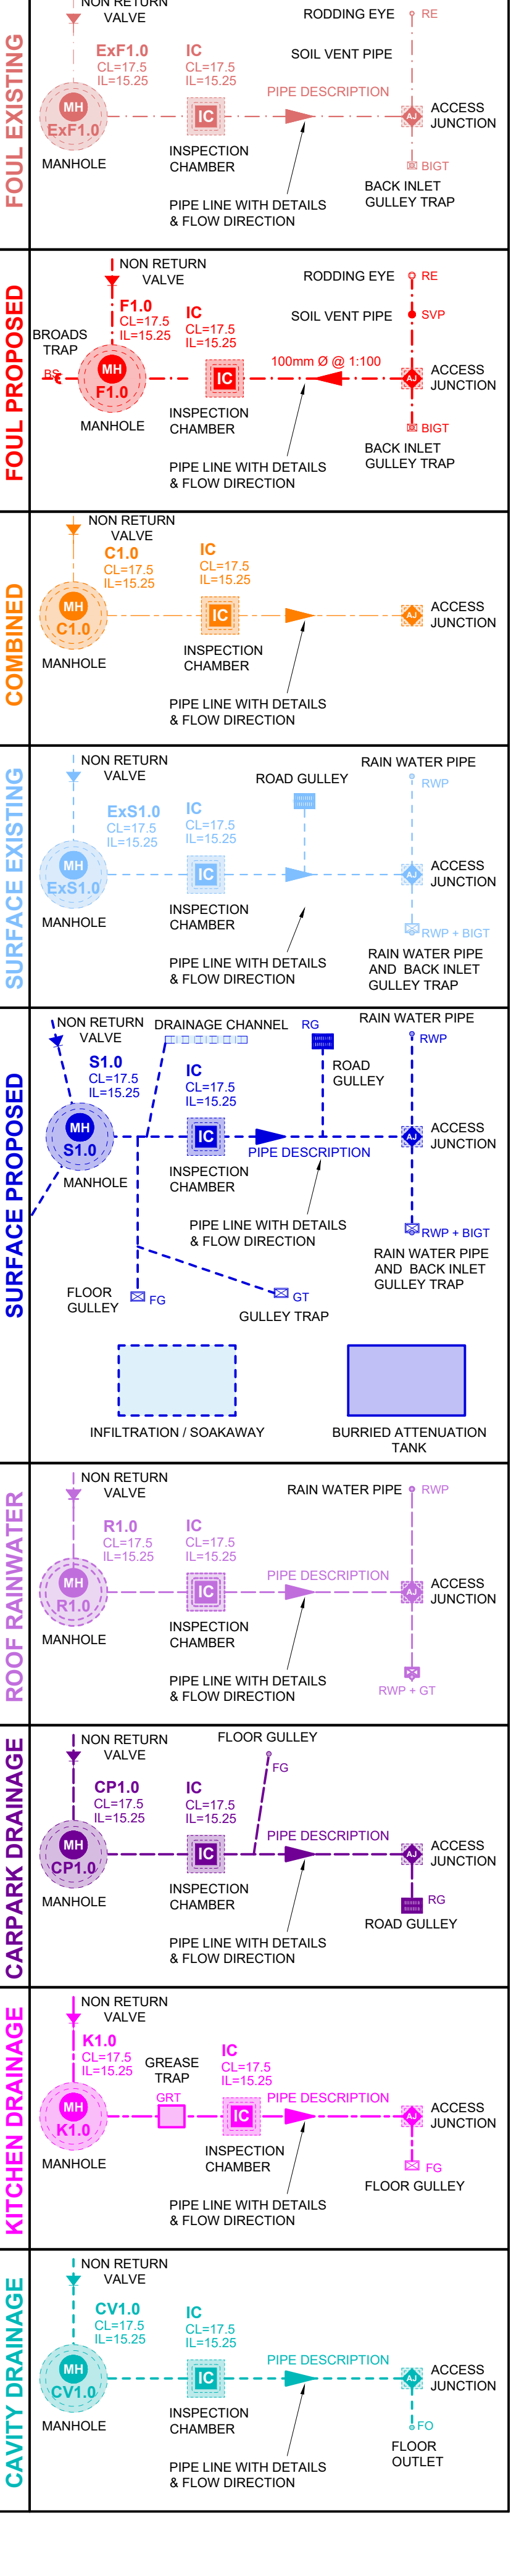 FOUL EXISTING
NON RETURN
VALVE
RODDING EYE
RE
ExF1.0
CL=17.5
IL=15.25
IC
CL=17.5
IL=15.25
SOIL VENT PIPE
PIPE DESCRIPTION
MH
ExF1.0
IC
AJ
ACCESS
JUNCTION
MANHOLE
INSPECTION
CHAMBER
BIGT
BACK INLET
GULLEY TRAP
PIPE LINE WITH DETAILS
& FLOW DIRECTION
FOUL PROPOSED
NON RETURN
VALVE
RODDING EYE
RE
F1.0
CL=17.5
IL=15.25
IC
CL=17.5
IL=15.25
SOIL VENT PIPE
SVP
BROADS
TRAP
BS
100mm Ø @ 1:100
MH
F1.0
IC
AJ
ACCESS
JUNCTION
MANHOLE
INSPECTION
CHAMBER
BIGT
BACK INLET
GULLEY TRAP
PIPE LINE WITH DETAILS
& FLOW DIRECTION
COMBINED
NON RETURN
VALVE
C1.0
CL=17.5
IL=15.25
IC
CL=17.5
IL=15.25
MH
C1.0
IC
AJ
ACCESS
JUNCTION
MANHOLE
INSPECTION
CHAMBER
PIPE LINE WITH DETAILS
& FLOW DIRECTION
SURFACE EXISTING
NON RETURN
VALVE
RAIN WATER PIPE
RWP
ROAD GULLEY
ExS1.0
CL=17.5
IL=15.25
IC
CL=17.5
IL=15.25
MH
ExS1.0
IC
AJ
ACCESS
JUNCTION
MANHOLE
INSPECTION
CHAMBER
RWP + BIGT
RAIN WATER PIPE
AND BACK INLET
GULLEY TRAP
PIPE LINE WITH DETAILS
& FLOW DIRECTION
SURFACE PROPOSED
NON RETURN
VALVE
DRAINAGE CHANNEL
RG
RAIN WATER PIPE
RWP
ROAD
GULLEY
S1.0
CL=17.5
IL=15.25
IC
CL=17.5
IL=15.25
MH
S1.0
IC
AJ
ACCESS
JUNCTION
PIPE DESCRIPTION
MANHOLE
INSPECTION
CHAMBER
PIPE LINE WITH DETAILS
& FLOW DIRECTION
RWP + BIGT
RAIN WATER PIPE
AND BACK INLET
GULLEY TRAP
FLOOR
GULLEY
FG
GT
GULLEY TRAP
INFILTRATION / SOAKAWAY
BURRIED ATTENUATION
TANK
ROOF RAINWATER
NON RETURN
VALVE
RAIN WATER PIPE
RWP
R1.0
CL=17.5
IL=15.25
IC
CL=17.5
IL=15.25
PIPE DESCRIPTION
MH
R1.0
IC
AJ
ACCESS
JUNCTION
MANHOLE
INSPECTION
CHAMBER
PIPE LINE WITH DETAILS
& FLOW DIRECTION
RWP + GT
CARPARK DRAINAGE
NON RETURN
VALVE
FLOOR GULLEY
FG
CP1.0
CL=17.5
IL=15.25
IC
CL=17.5
IL=15.25
PIPE DESCRIPTION
MH
CP1.0
IC
AJ
ACCESS
JUNCTION
MANHOLE
INSPECTION
CHAMBER
RG
ROAD GULLEY
PIPE LINE WITH DETAILS
& FLOW DIRECTION
KITCHEN DRAINAGE
NON RETURN
VALVE
K1.0
CL=17.5
IL=15.25
GREASE
TRAP
GRT
IC
CL=17.5
IL=15.25
PIPE DESCRIPTION
MH
K1.0
IC
AJ
ACCESS
JUNCTION
MANHOLE
INSPECTION
CHAMBER
FG
FLOOR GULLEY
PIPE LINE WITH DETAILS
& FLOW DIRECTION
CAVITY DRAINAGE
NON RETURN
VALVE
CV1.0
CL=17.5
IL=15.25
IC
CL=17.5
IL=15.25
PIPE DESCRIPTION
MH
CV1.0
IC
AJ
ACCESS
JUNCTION
MANHOLE
INSPECTION
CHAMBER
FO
FLOOR
OUTLET
PIPE LINE WITH DETAILS
& FLOW DIRECTION